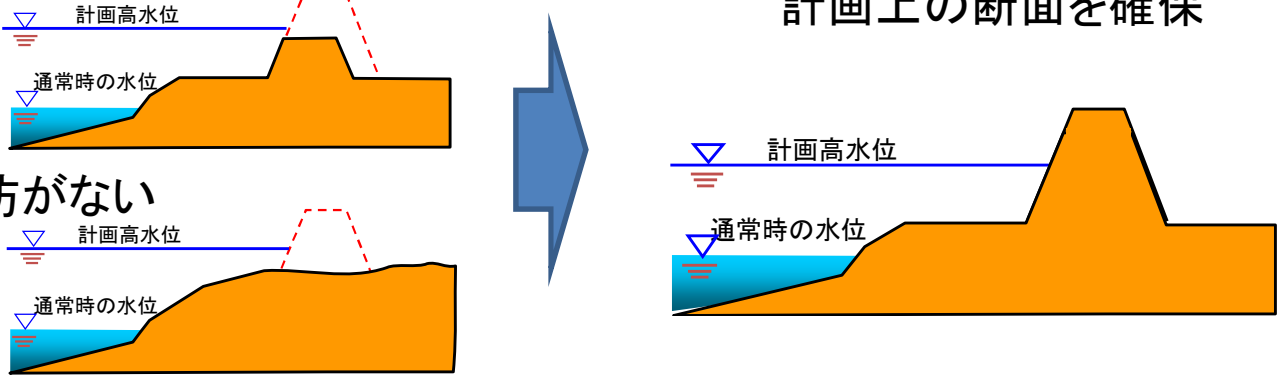 計画高水位
通常時の水位
防がない
計画高水位
通常時の水位
計画上の断面を確保
計画高水位
通常時の水位